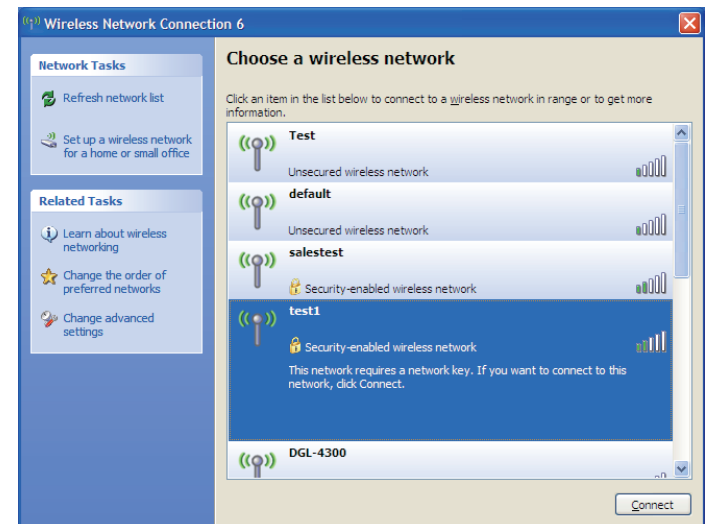 Wireless Network Connection 6
Network Tasks
Refresh network list
Set up a wireless network
for a home or small office
Related Tasks
Learn about wireless
networking
Change the order of
preferred networks
Change advanced
settings
Choose a wireless network
Click an item in the list below to connect to a wireless network in range or to get more
information.
Test
Unsecured wireless network
default
Unsecured wireless network
salestest
Security-enabled wireless network
test1
Security-enabled wireless network
This network requires a network key. If you want to connect to this
network, click Connect.
DGL-4300
Connect